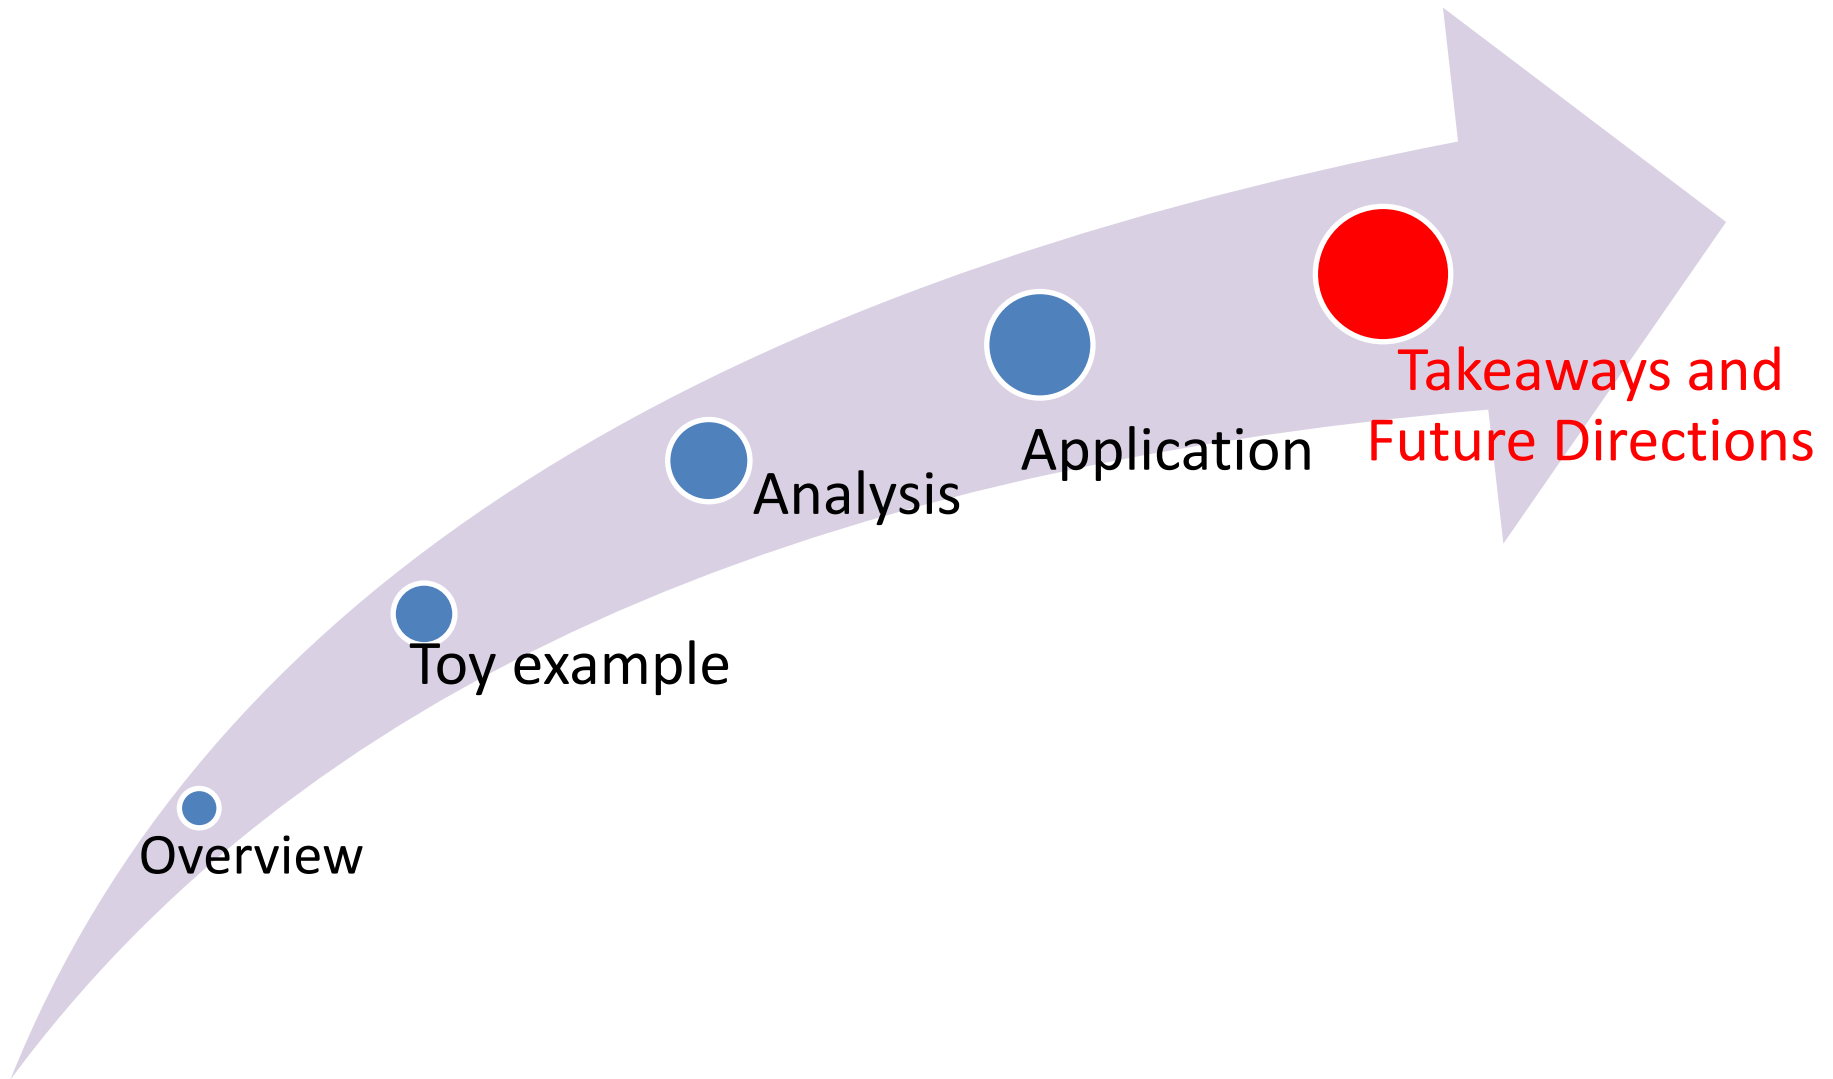 Overview
Toy example
Analysis
Application
Takeaways and
Future Directions